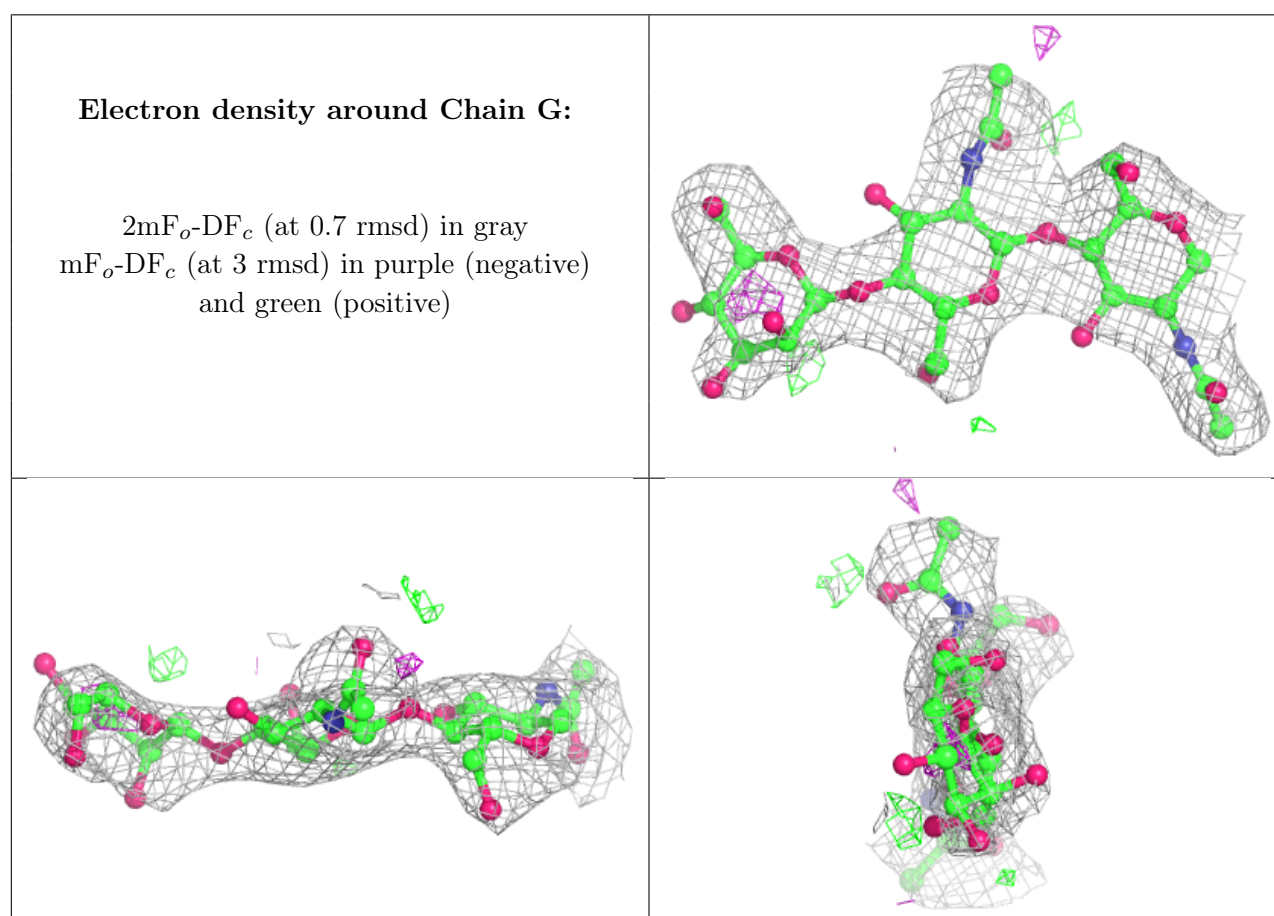 Electron density around Chain G:
2mFₒ-DF𝒸 (at 0.7 rmsd) in gray
mFₒ-DF𝒸 (at 3 rmsd) in purple (negative)
and green (positive)